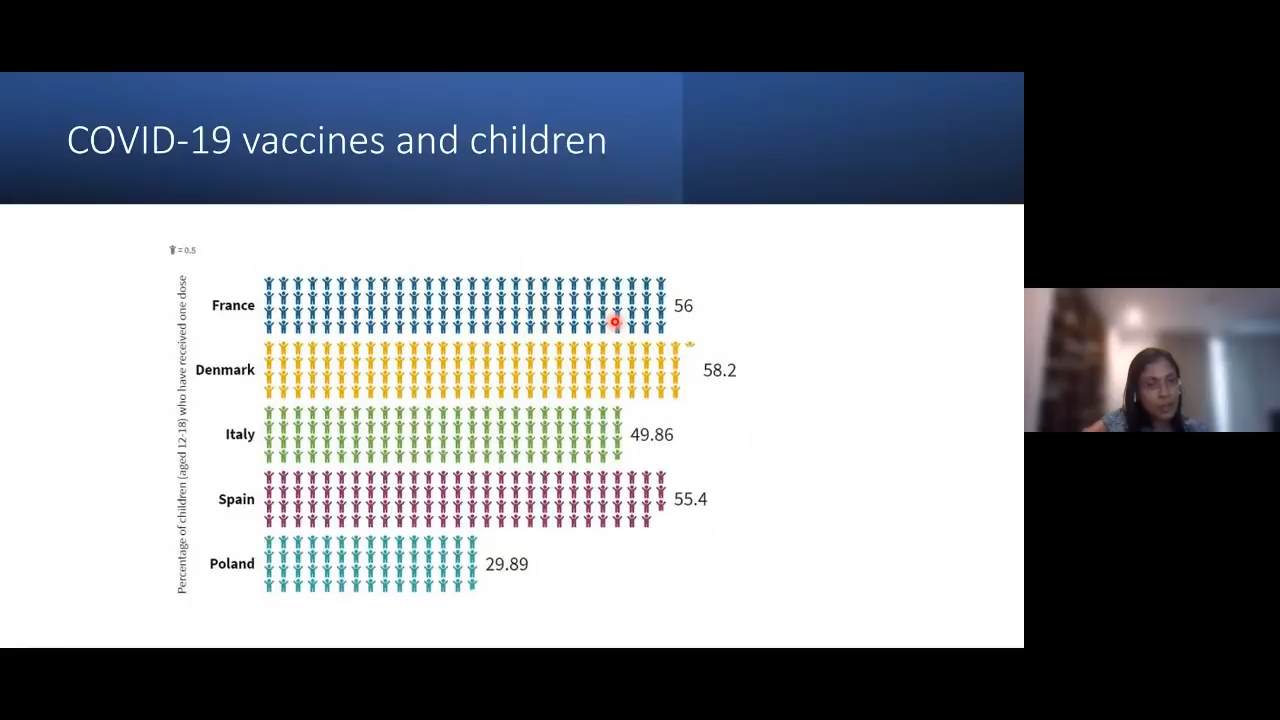 COVID-19 vaccines and children
= 0.5
Percentage of children (aged 12-18) who have received one dose
France 56
Denmark 58.2
Italy 49.86
Spain 55.4
Poland 29.89